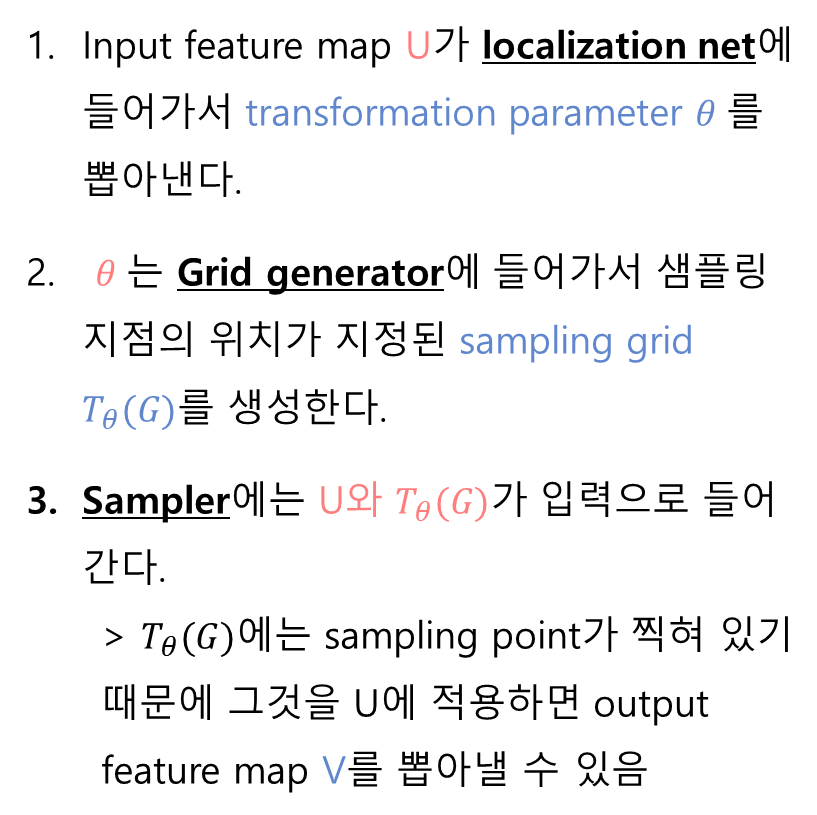 1. Input feature map U가 localization net에
들어가서 transformation parameter 𝜃 를
뽑아낸다.
2. 𝜃 는 Grid generator에 들어가서 샘플링
지점의 위치가 지정된 sampling grid
𝑇𝜃(𝐺)를 생성한다.
3. Sampler에는 U와 𝑇𝜃(𝐺)가 입력으로 들어
간다.
> 𝑇𝜃(𝐺)에는 sampling point가 찍혀 있기
때문에 그것을 U에 적용하면 output
feature map V를 뽑아낼 수 있음